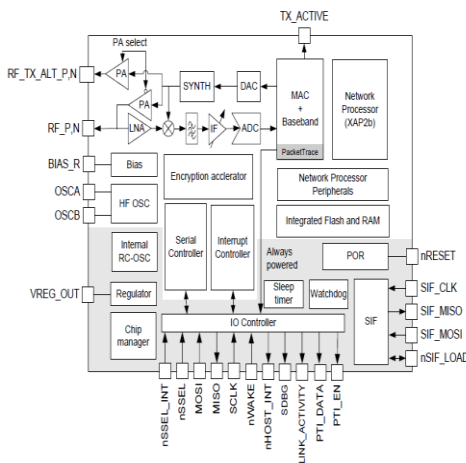 TX_ACTIVE
PA select
RF_TX_ALT_P,N
PA
SYNTH
DAC
MAC
+
Baseband
Network
Processor
(XAP2b)
PA
RF_P,N
LNA
IF
ADC
PacketTrace
BIAS_R
Bias
Encryption acclerator
Network Processor
Peripherals
OSCA
HF OSC
OSCB
Integrated Flash and RAM
Serial
Controller
Interrupt
Controller
Internal
RC-OSC
Always
powered
POR
nRESET
VREG_OUT
Regulator
Sleep
timer
Watchdog
SIF
SIF_CLK
SIF_MISO
SIF_MOSI
nSIF_LOAD
Chip
manager
IO Controller
nSSEL_INT
nSSEL
MOSI
MISO
SCLK
nWAKE
nHOST_INT
SDBG
LINK_ACTIVITY
PTI_DATA
PTI_EN